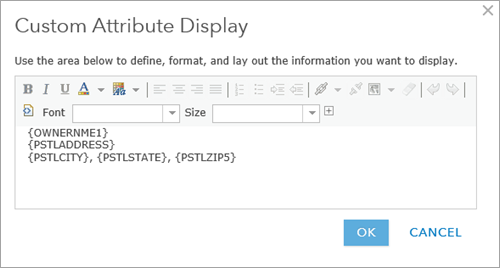 Custom Attribute Display
Use the area below to define, format, and lay out the information you want to display.
B I U A
Font Size
{OWNERNME1}
{PSTLADDRESS}
{PSTLCITY}, {PSTLSTATE}, {PSTLZIP5}
OK CANCEL